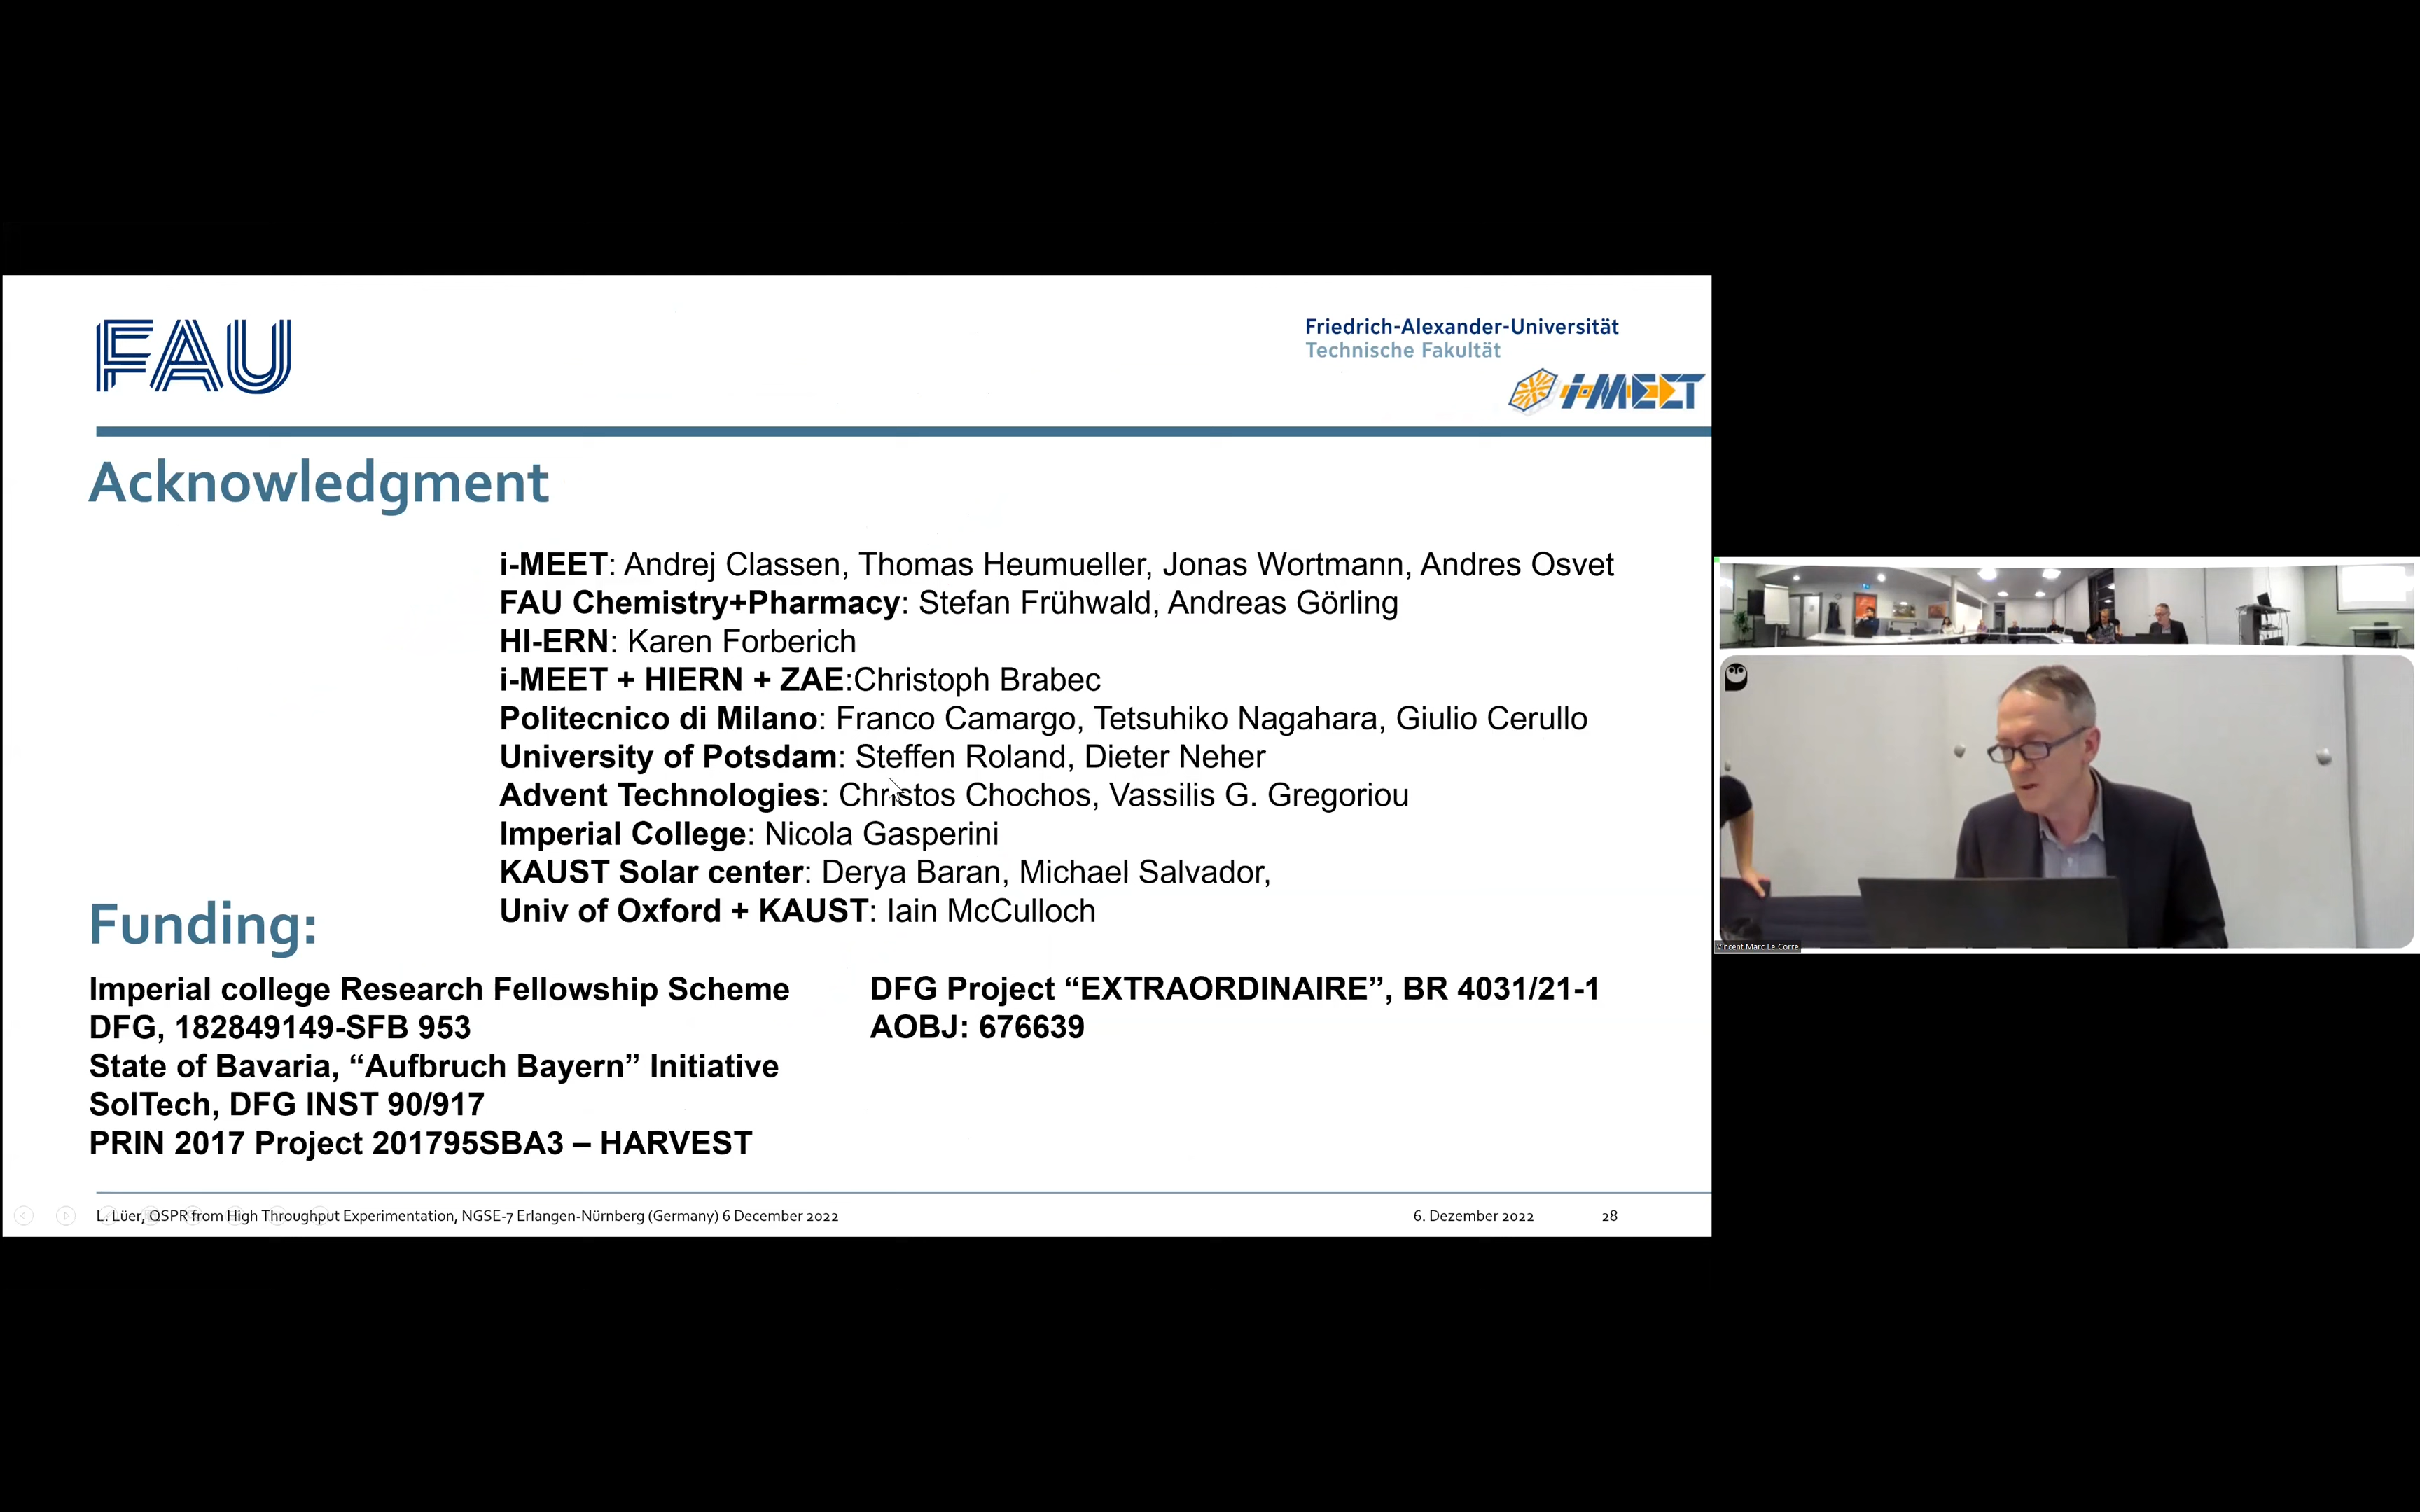 FAU
Friedrich-Alexander-Universität
Technische Fakultät
i-MEET
Acknowledgment
i-MEET: Andrej Classen, Thomas Heumueller, Jonas Wortmann, Andres Osvet
FAU Chemistry+Pharmacy: Stefan Frühwald, Andreas Görling
HI-ERN: Karen Forberich
i-MEET + HIERN + ZAE:Christoph Brabec
Politecnico di Milano: Franco Camargo, Tetsuhiko Nagahara, Giulio Cerullo
University of Potsdam: Steffen Roland, Dieter Neher
Advent Technologies: Christos Chochos, Vassilis G. Gregoriou
Imperial College: Nicola Gasperini
KAUST Solar center: Derya Baran, Michael Salvador,
Univ of Oxford + KAUST: Iain McCulloch
Funding:
Imperial college Research Fellowship Scheme
DFG, 182849149-SFB 953
State of Bavaria, “Aufbruch Bayern” Initiative
SolTech, DFG INST 90/917
PRIN 2017 Project 201795SBA3 – HARVEST
DFG Project “EXTRAORDINAIRE”, BR 4031/21-1
AOBJ: 676639
L. Lüer, QSPR from High Throughput Experimentation, NGSE-7 Erlangen-Nürnberg (Germany) 6 December 2022
6. Dezember 2022
28
Vincent Marc Le Corre